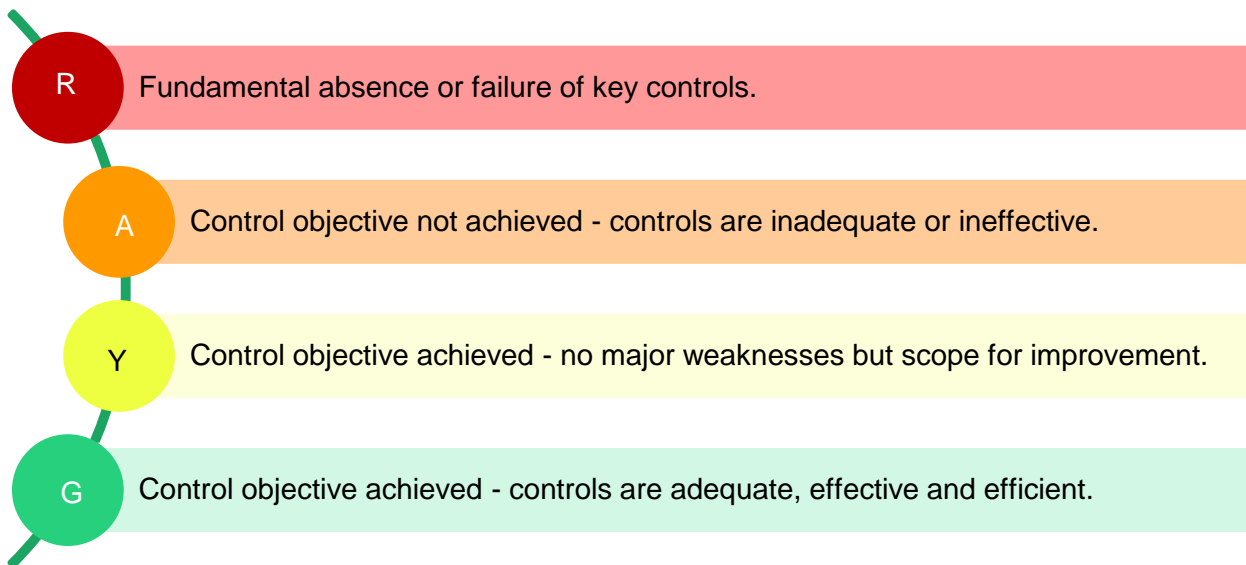 R
Fundamental absence or failure of key controls.
A
Control objective not achieved - controls are inadequate or ineffective.
Y
Control objective achieved - no major weaknesses but scope for improvement.
G
Control objective achieved - controls are adequate, effective and efficient.